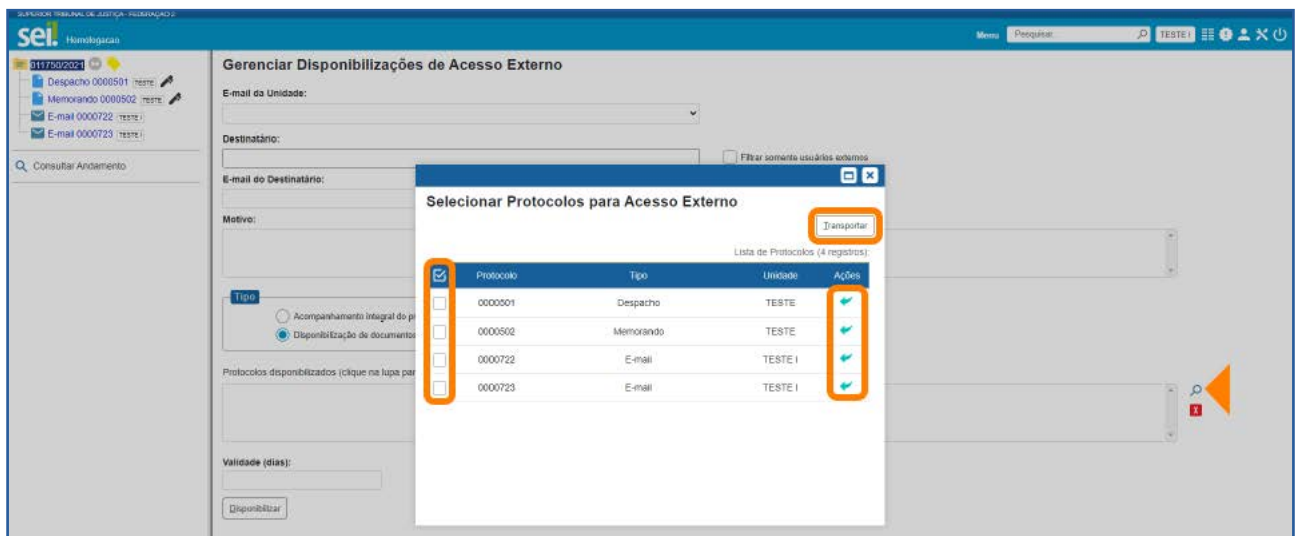 SUPERIOR TRIBUNAL DE JUSTIÇA - FEDERAÇÃO 2
sei. Homologacao
Menu
Pesquisar
TESTE I
011750/2021
Despacho 0000501 TESTE
Memorando 0000502 TESTE
E-mail 0000722 TESTE I
E-mail 0000723 TESTE I
Consultar Andamento
Gerenciar Disponibilizações de Acesso Externo
E-mail da Unidade:
Destinatário:
Filtrar somente usuários externos
E-mail do Destinatário:
Motivo:
Tipo
Acompanhamento integral do
Disponibilização de documentos
Protocolos disponibilizados (clique na lupa
Validade (dias):
Disponibilizar
Selecionar Protocolos para Acesso Externo
Transportar
Lista de Protocolos (4 registros):
Protocolo Tipo Unidade Ações
0000501 Despacho TESTE
0000502 Memorando TESTE
0000722 E-mail TESTE I
0000723 E-mail TESTE I